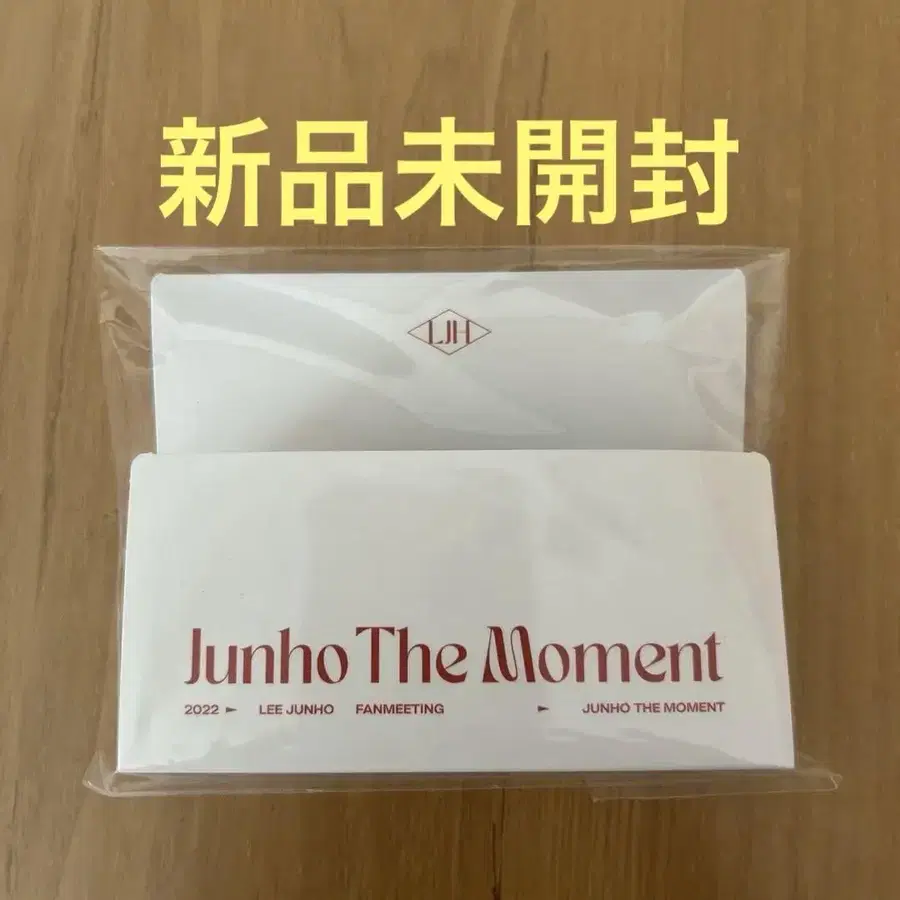 新品未開封
LJH
Junho The Moment
2022 ► LEE JUNHO FANMEETING ► JUNHO THE MOMENT